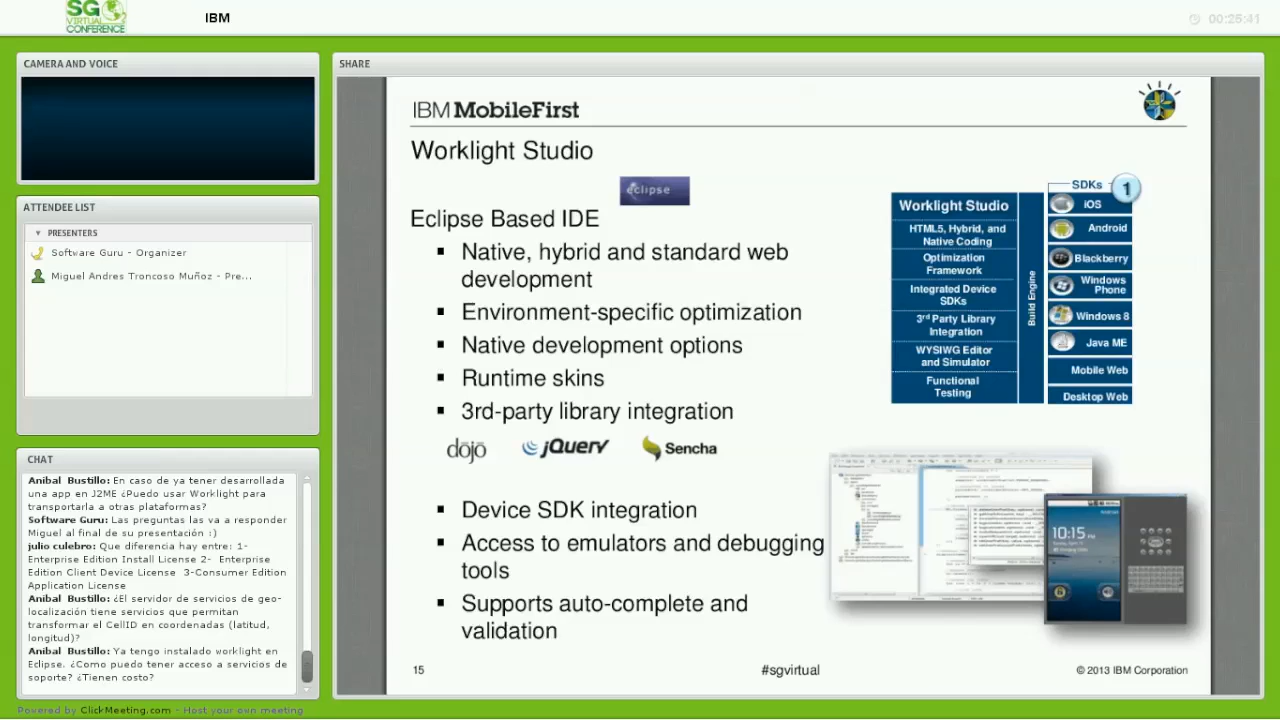 SG
VIRTUAL
CONFERENCE
IBM
00:25:41
CAMERA AND VOICE
ATTENDEE LIST
PRESENTERS
Software Guru - Organizer
Miguel Andres Troncoso Muñoz - Pre...
CHAT
Anibal Bustillo: En caso de ya tener desarrollada
una app en J2ME ¿Puedo usar Worklight para
transportarla a otras plataformas?
Software Guru: Las preguntas las va a responder
Miguel al final de su presentación :)
julio culebro: Que diferencia hay entre: 1-
Enterprise Edition Install License 2- Enterprise
Edition Client Device License 3-Consumer Edition
Application License
Anibal Bustillo: ¿El servidor de servicios de geo-
localización tiene servicios que permitan
transformar el CellID en coordenadas (latitud,
longitud)?
Anibal Bustillo: Ya tengo instalado worklight en
Eclipse. ¿Como puedo tener acceso a servicios de
soporte? ¿Tienen costo?
Powered by ClickMeeting.com - Host your own meeting
SHARE
IBM MobileFirst
Worklight Studio
eclipse
Eclipse Based IDE
▪ Native, hybrid and standard web
development
▪ Environment-specific optimization
▪ Native development options
▪ Runtime skins
▪ 3rd-party library integration
dojo jQuery Sencha
▪ Device SDK integration
▪ Access to emulators and debugging
tools
▪ Supports auto-complete and
validation
Worklight Studio
HTML5, Hybrid, and
Native Coding
Optimization
Framework
Integrated Device
SDKs
3rd Party Library
Integration
WYSIWG Editor
and Simulator
Functional
Testing
Build Engine
SDKs 1
iOS
Android
Blackberry
Windows
Phone
Windows 8
Java ME
Mobile Web
Desktop Web
10:15
15
#sgvirtual
© 2013 IBM Corporation